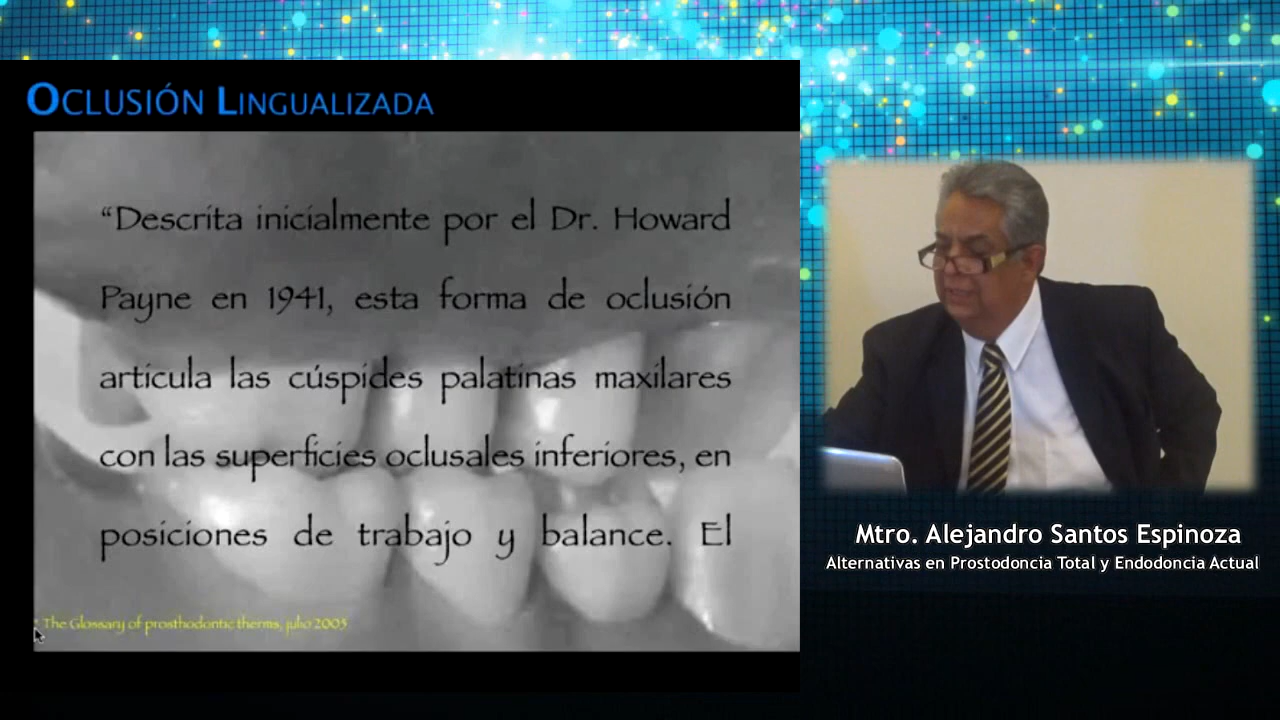 OCLUSIÓN LINGUALIZADA
“Descrita inicialmente por el Dr. Howard
Payne en 1941, esta forma de oclusión
articula las cúspides palatinas maxilares
con las superficies oclusales inferiores, en
posiciones de trabajo y balance. El
* The Glossary of prosthodontic therms, julio 2005
Mtro. Alejandro Santos Espinoza
Alternativas en Prostodoncia Total y Endodoncia Actual